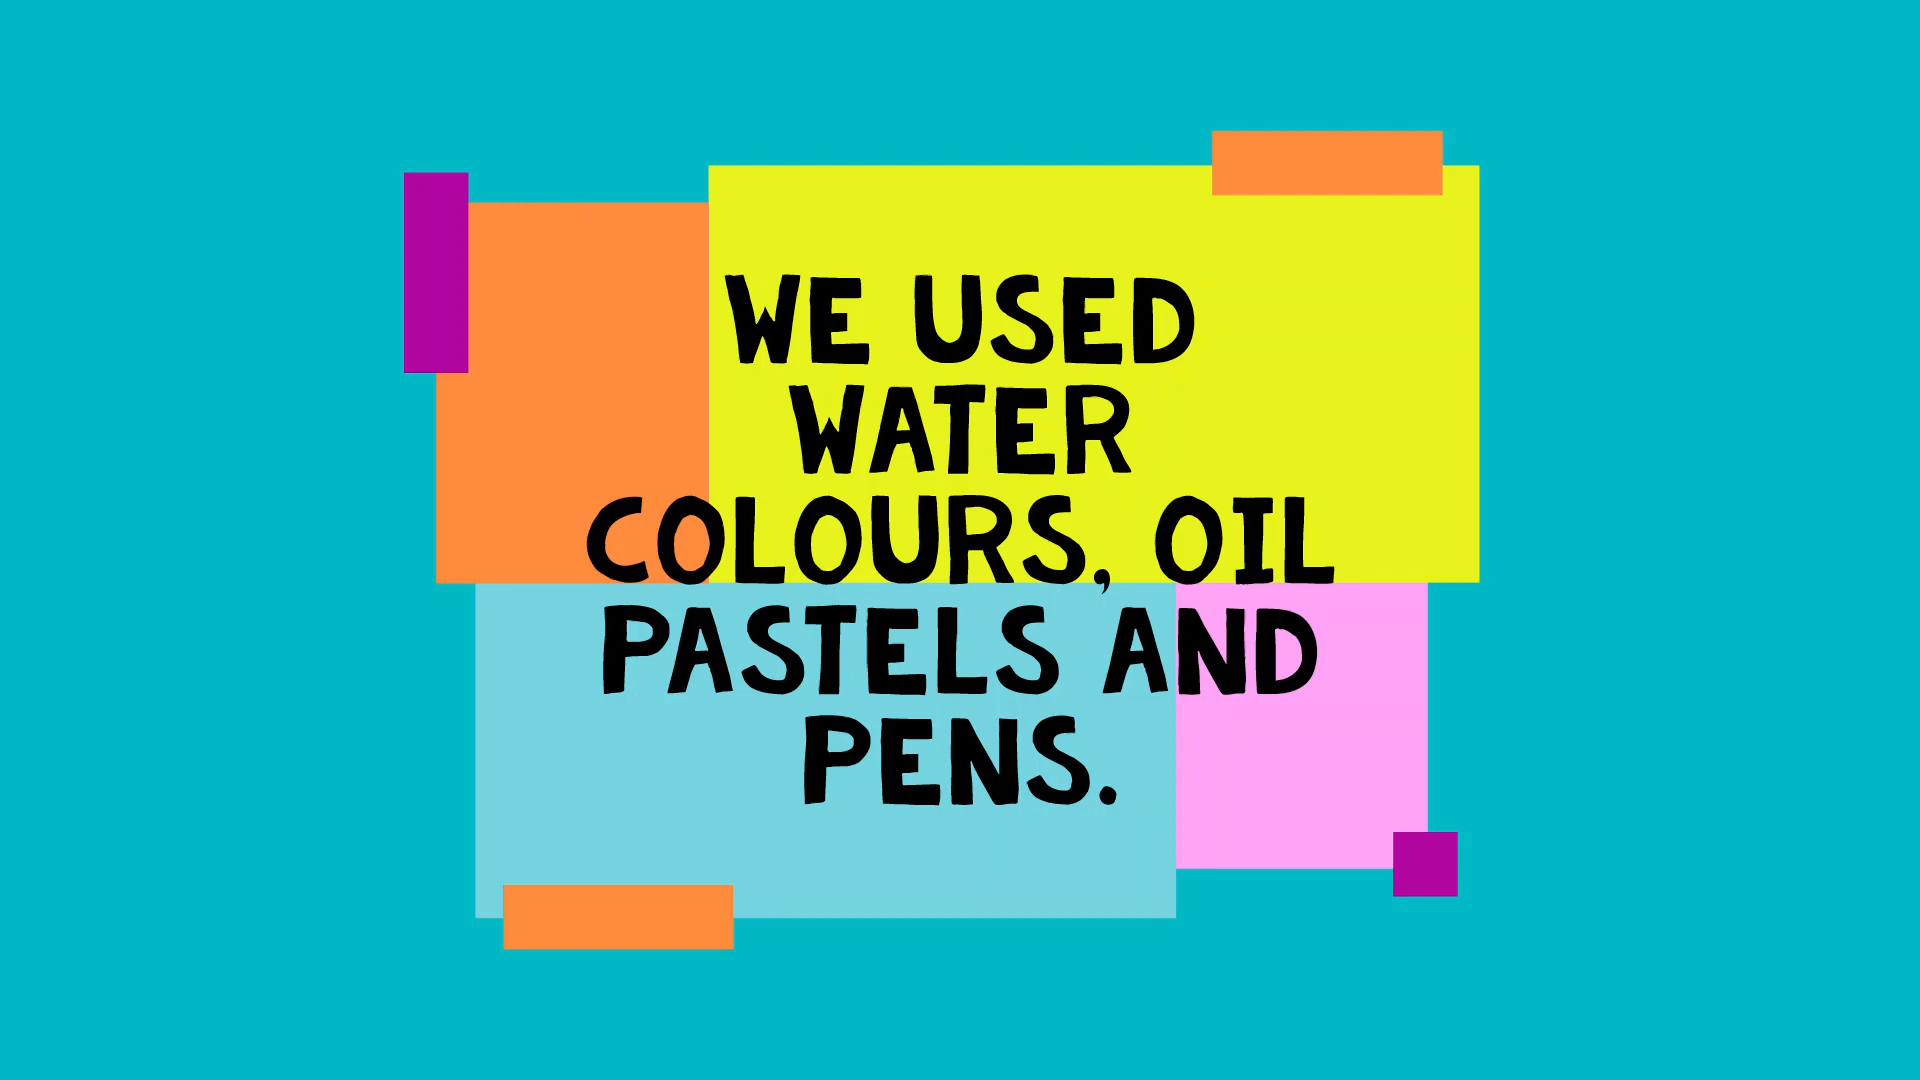 WE USED
WATER
COLOURS, OIL
PASTELS AND
PENS.